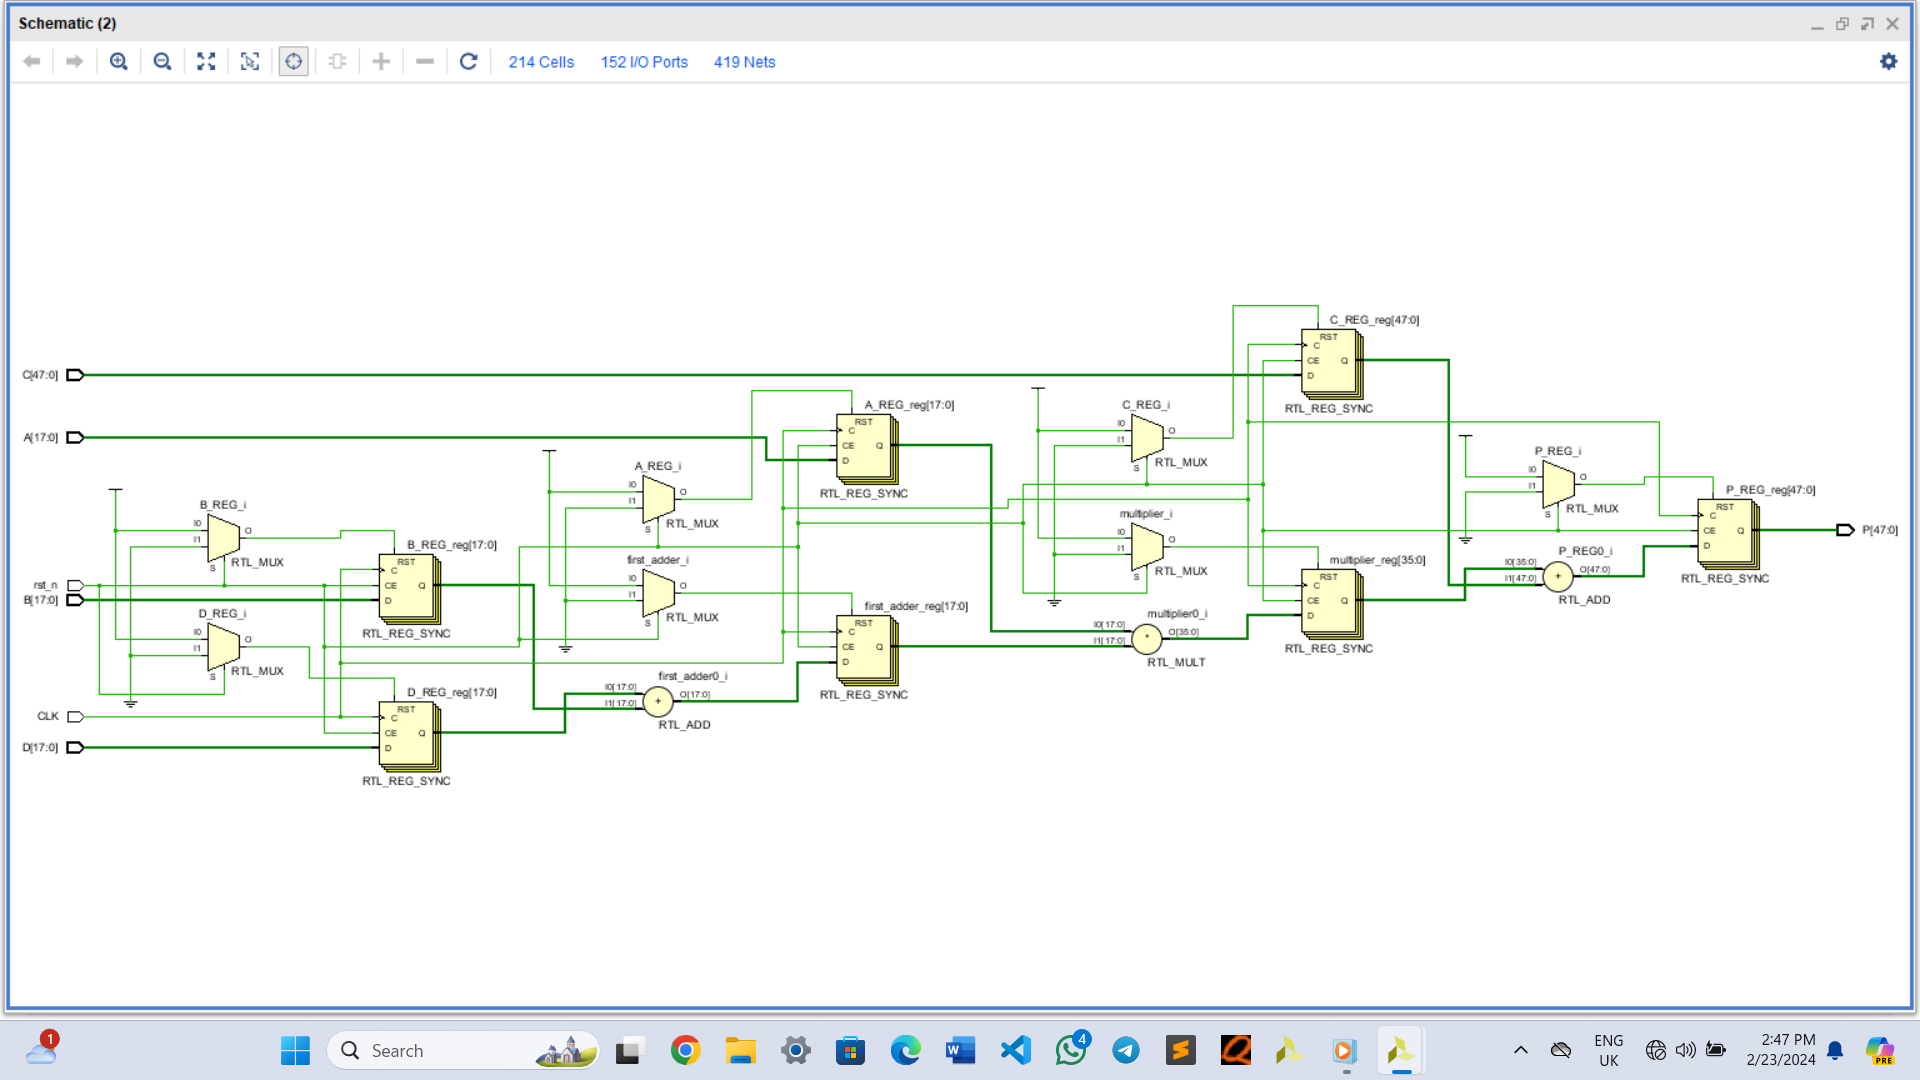 Schematic (2)
214 Cells 152 I/O Ports 419 Nets
C[47:0]
A[17:0]
rst_n
B[17:0]
CLK
D[17:0]
B_REG_i
I0
I1
S
O
RTL_MUX
D_REG_i
I0
I1
S
O
RTL_MUX
B_REG_reg[17:0]
RST
C
CE
D
Q
RTL_REG_SYNC
D_REG_reg[17:0]
RST
C
CE
D
Q
RTL_REG_SYNC
A_REG_i
I0
I1
S
O
RTL_MUX
first_adder_i
I0
I1
S
O
RTL_MUX
first_adder0_i
I0[17:0]
I1[17:0]
+
O[17:0]
RTL_ADD
A_REG_reg[17:0]
RST
C
CE
D
Q
RTL_REG_SYNC
first_adder_reg[17:0]
RST
C
CE
D
Q
RTL_REG_SYNC
C_REG_i
I0
I1
S
O
RTL_MUX
multiplier_i
I0
I1
S
O
RTL_MUX
multiplier0_i
I0[17:0]
I1[17:0]
*
O[35:0]
RTL_MULT
C_REG_reg[47:0]
RST
C
CE
D
Q
RTL_REG_SYNC
multiplier_reg[35:0]
RST
C
CE
D
Q
RTL_REG_SYNC
P_REG_i
I0
I1
S
O
RTL_MUX
P_REG0_i
I0[35:0]
I1[47:0]
+
O[47:0]
RTL_ADD
P_REG_reg[47:0]
RST
C
CE
D
Q
RTL_REG_SYNC
P[47:0]
1
Search
W
4
S
ENG
UK
2:47 PM
2/23/2024
PRE